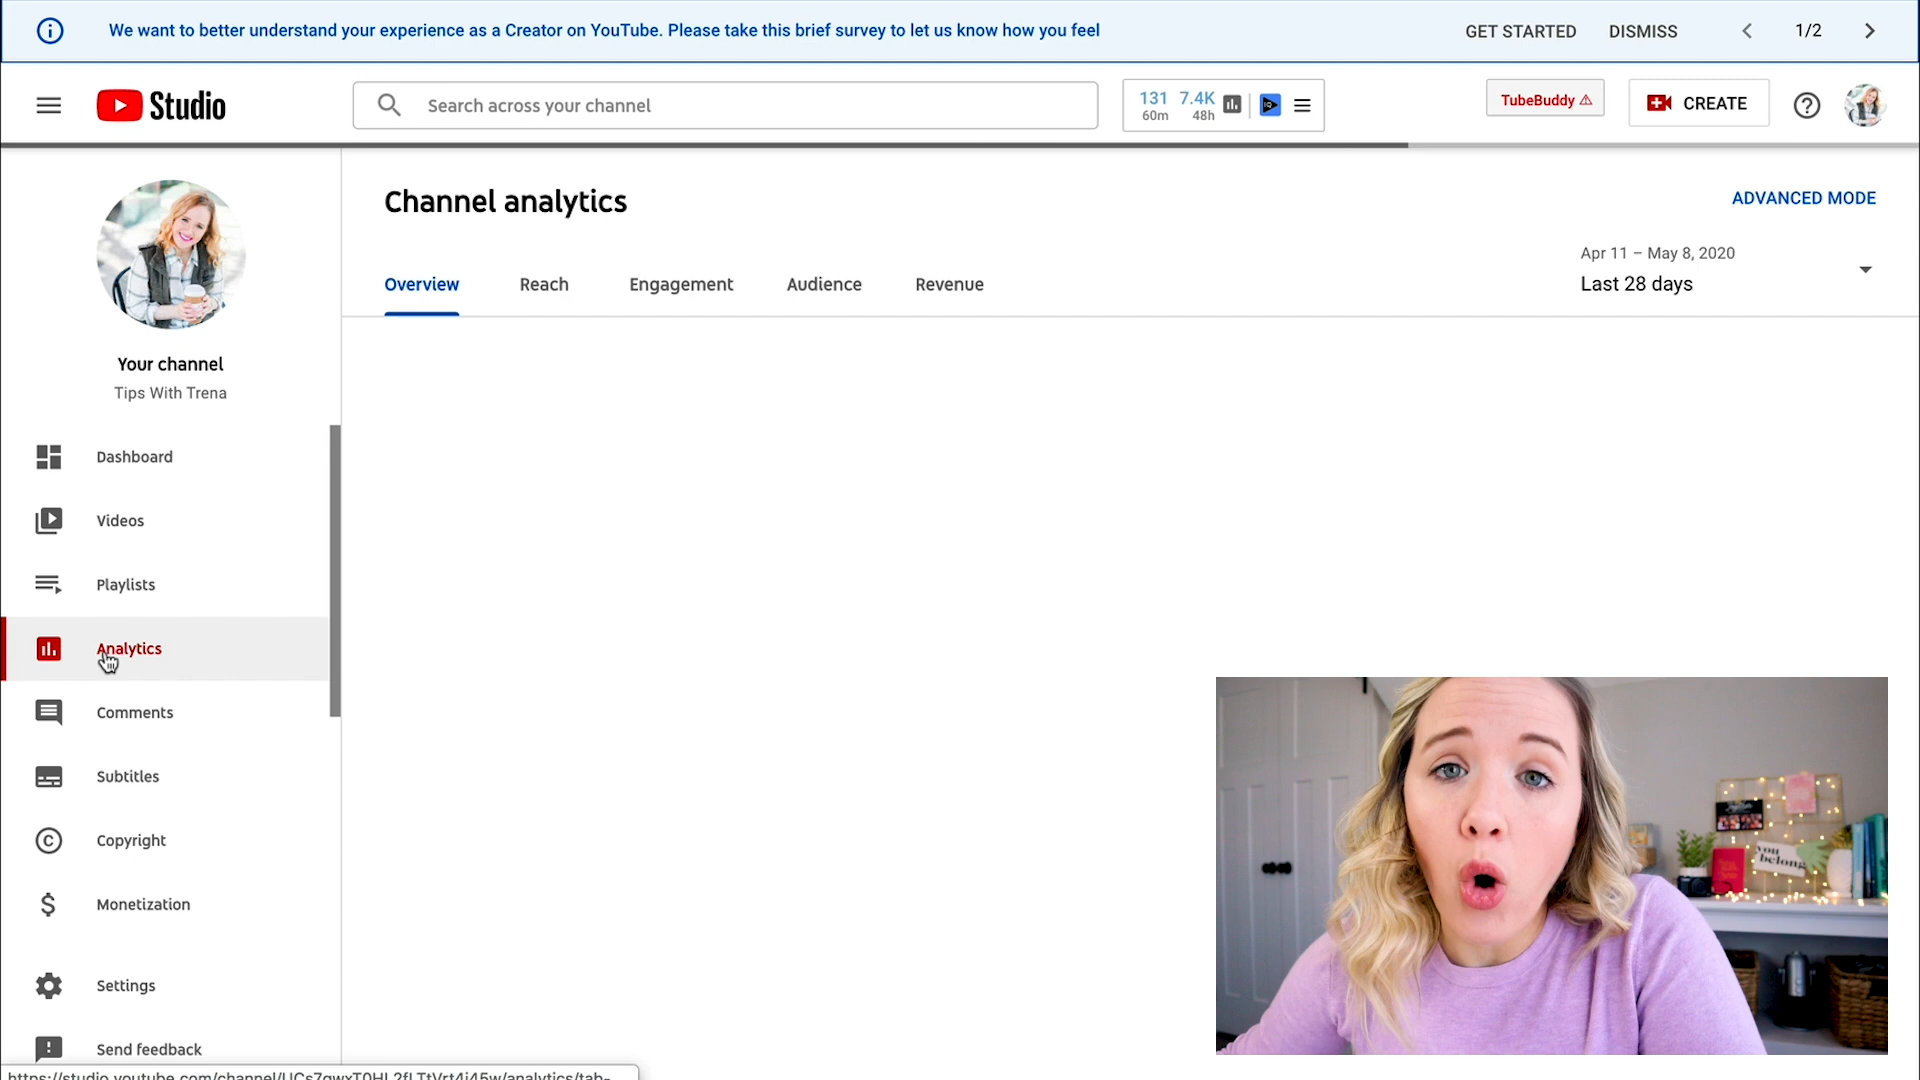 We want to better understand your experience as a Creator on YouTube. Please take this brief survey to let us know how you feel
GET STARTED
DISMISS
1/2
Studio
Search across your channel
131 7.4K
60m 48h
TubeBuddy
CREATE
Channel analytics
ADVANCED MODE
Apr 11 – May 8, 2020
Last 28 days
Overview
Reach
Engagement
Audience
Revenue
Your channel
Tips With Trena
Dashboard
Videos
Playlists
Analytics
Comments
Subtitles
Copyright
Monetization
Settings
Send feedback
you
belong